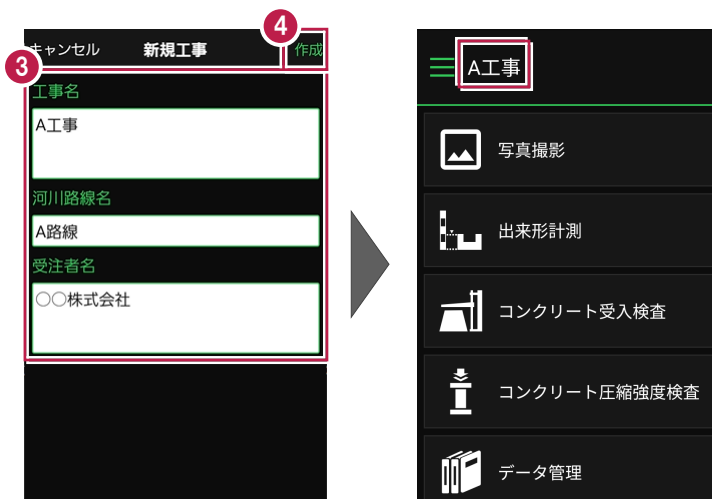 4
キャンセル 新規工事 作成
3
工事名
A工事
河川路線名
A路線
受注者名
○○株式会社
A工事
写真撮影
出来形計測
コンクリート受入検査
コンクリート圧縮強度検査
データ管理